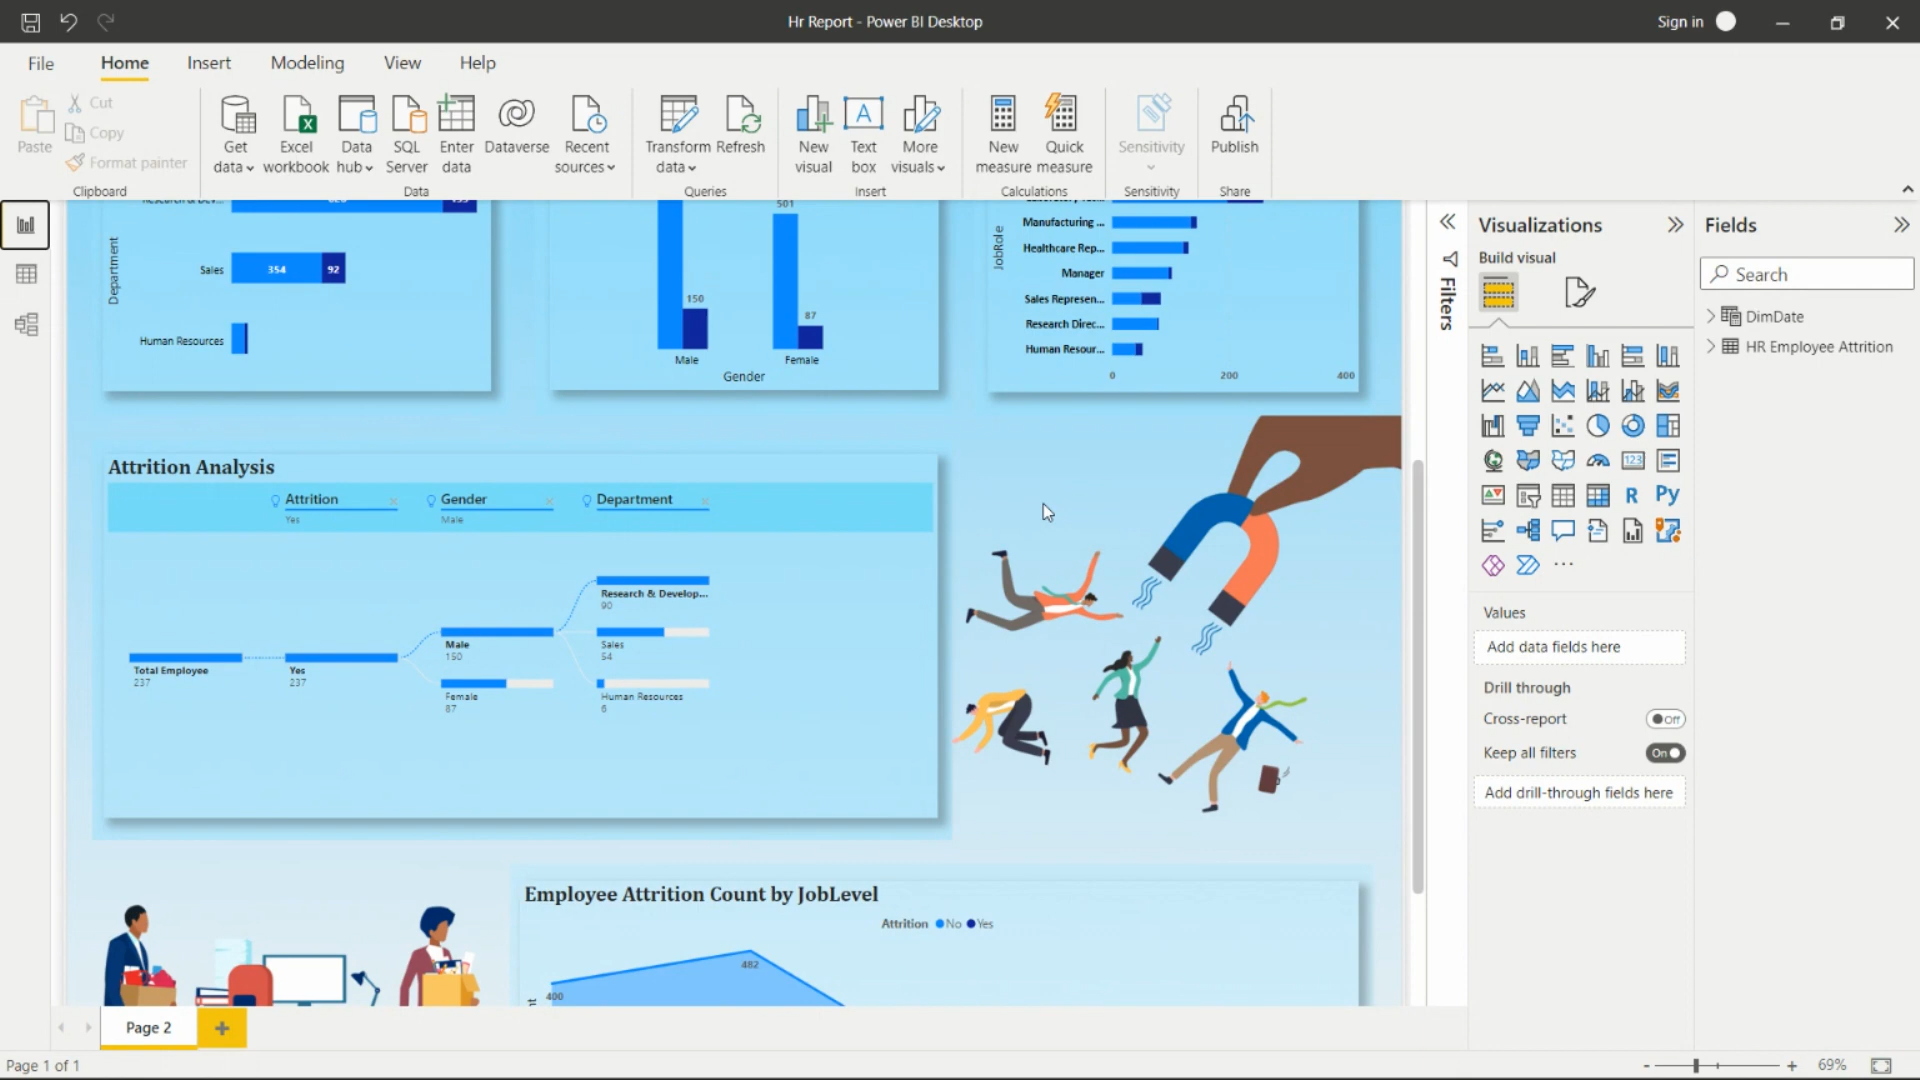 Hr Report - Power BI Desktop
Sign in
File
Home
Insert
Modeling
View
Help
Paste
Cut
Copy
Format painter
Clipboard
Get data
Excel workbook
Data hub
SQL Server
Enter data
Dataverse
Recent sources
Data
Transform data
Refresh
Queries
New visual
Text box
More visuals
Insert
New measure
Quick measure
Calculations
Sensitivity
Sensitivity
Publish
Share
Department
Sales
354
92
Human Resources
501
150
87
Male
Female
Gender
JobRole
Manufacturing ...
Healthcare Rep...
Manager
Sales Represen...
Research Direc...
Human Resour...
0
200
400
Attrition Analysis
Attrition
Yes
Gender
Male
Department
Total Employee
237
Yes
237
Male
150
Female
87
Research & Develop...
90
Sales
54
Human Resources
6
Employee Attrition Count by JobLevel
Attrition
No
Yes
400
482
Filters
Visualizations
Build visual
123
R
Py
...
Values
Add data fields here
Drill through
Cross-report
Off
Keep all filters
On
Add drill-through fields here
Fields
Search
DimDate
HR Employee Attrition
Page 2
Page 1 of 1
69%